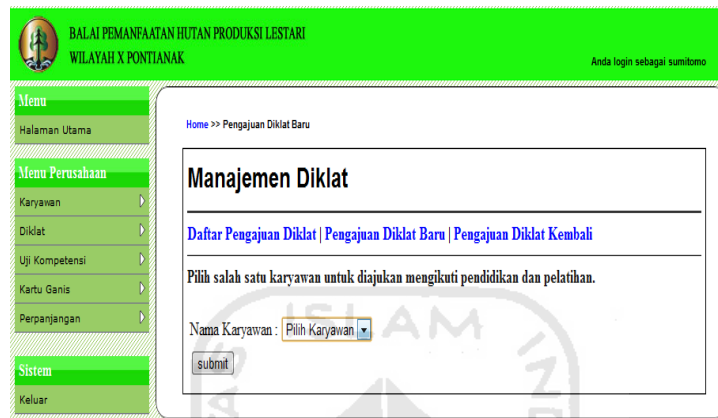 BALAI PEMANFAATAN HUTAN PRODUKSI LESTARI
WILAYAH X PONTIANAK
Anda login sebagai sumitomo
Menu
Halaman Utama
Menu Perusahaan
Karyawan
Diklat
Uji Kompetensi
Kartu Ganis
Perpanjangan
Sistem
Keluar
Home >> Pengajuan Diklat Baru
Manajemen Diklat
Daftar Pengajuan Diklat | Pengajuan Diklat Baru | Pengajuan Diklat Kembali
Pilih salah satu karyawan untuk diajukan mengikuti pendidikan dan pelatihan.
Nama Karyawan : Pilih Karyawan
submit
ISLAM